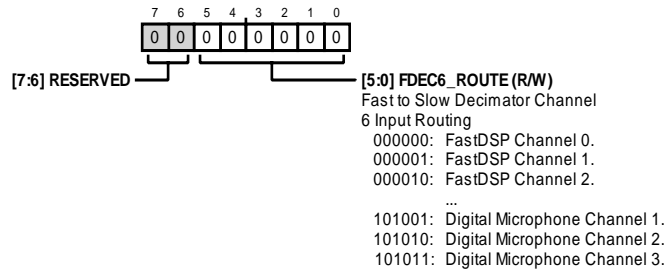 7 6 5 4 3 2 1 0
0 0 0 0 0 0 0 0
[7:6] RESERVED
[5:0] FDEC6_ROUTE (R/W)
Fast to Slow Decimator Channel
6 Input Routing
000000: FastDSP Channel 0.
000001: FastDSP Channel 1.
000010: FastDSP Channel 2.
...
101001: Digital Microphone Channel 1.
101010: Digital Microphone Channel 2.
101011: Digital Microphone Channel 3.